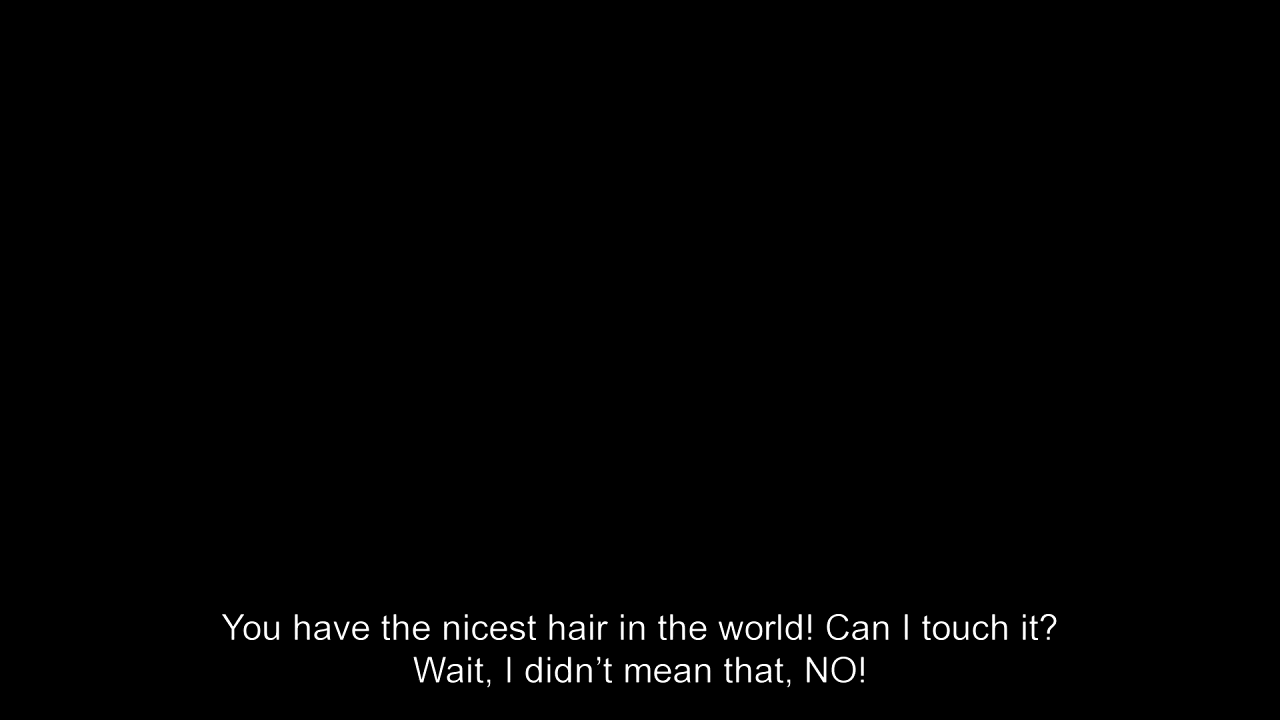 You have the nicest hair in the world! Can I touch it?
Wait, I didn’t mean that, NO!